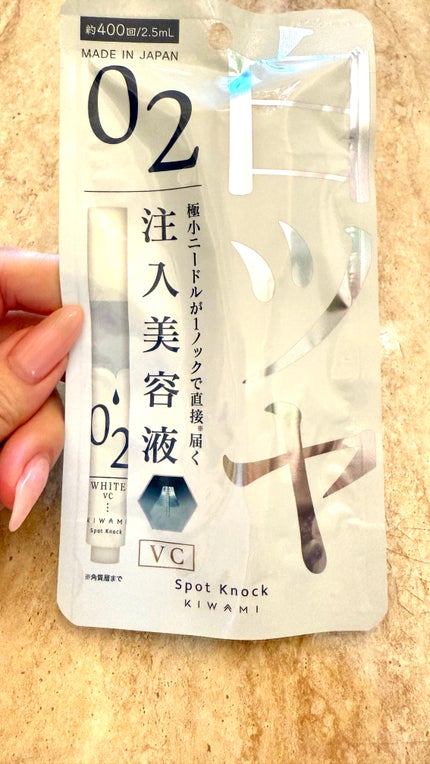 約400回/2.5mL
MADE IN JAPAN
02
白ツヤ
極小ニードルが1ノックで直接※届く
注入美容液
02
WHITE
VC
KIWAMI
Spot Knock
VC
※角質層まで
Spot Knock
KIWAMI